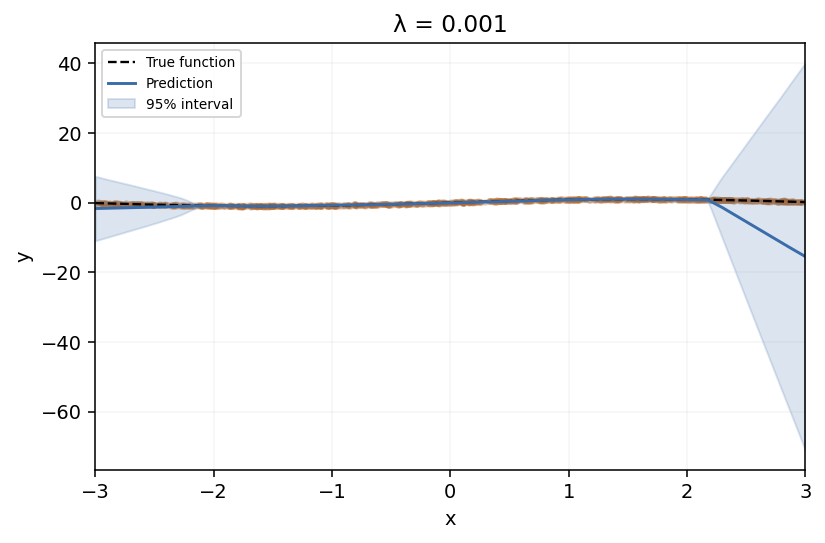 λ = 0.001
True function
Prediction
95% interval
y
40
20
0
−20
−40
−60
−3
−2
−1
0
1
2
3
x